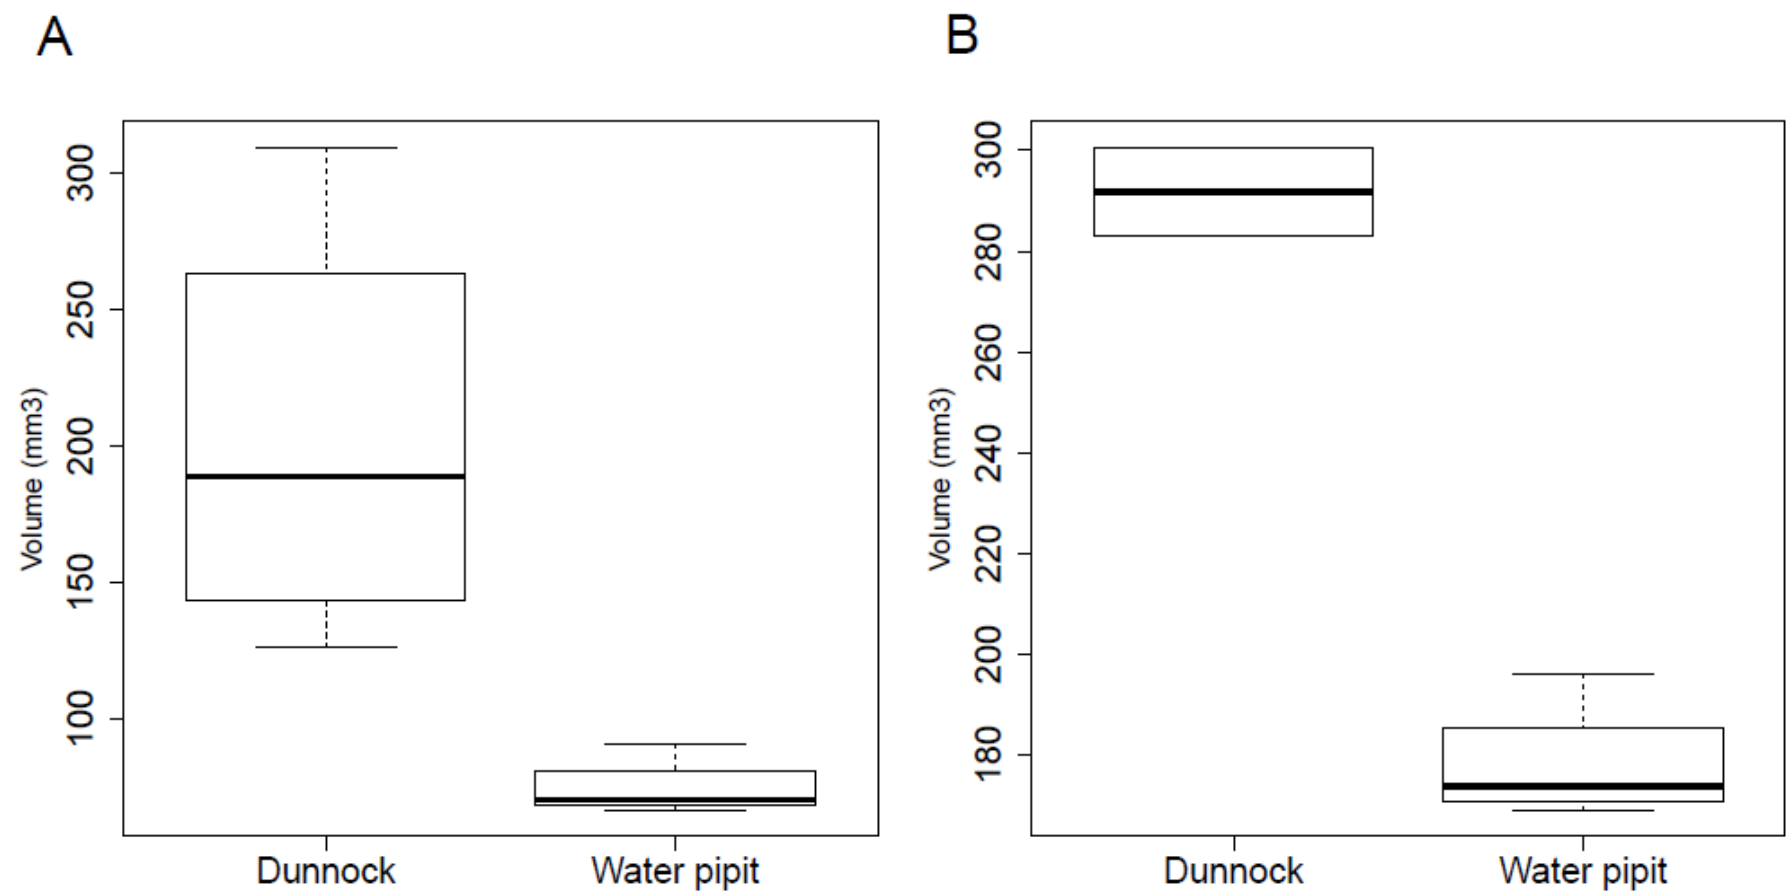 A
B
Volume (mm3)
300
250
200
150
100
Dunnock
Water pipit
Volume (mm3)
300
280
260
240
220
200
180
Dunnock
Water pipit